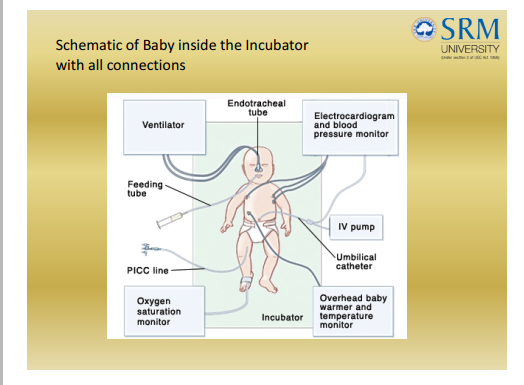 Schematic of Baby inside the Incubator
with all connections
SRM
UNIVERSITY
Endotracheal
tube
Ventilator
Electrocardiogram
and blood
pressure monitor
Feeding
tube
IV pump
Umbilical
catheter
PICC line
Oxygen
saturation
monitor
Incubator
Overhead baby
warmer and
temperature
monitor